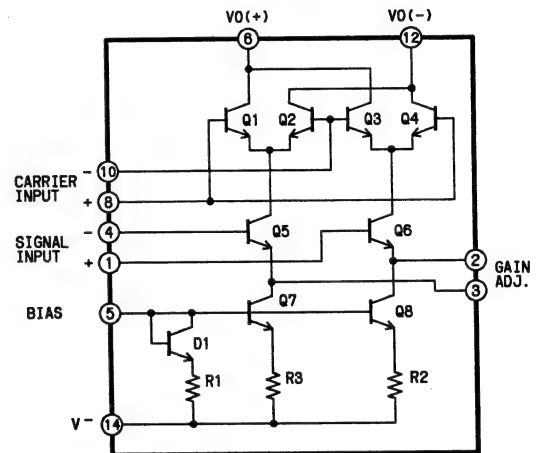 VO(+) VO(-)
6 12
Q1 Q2 Q3 Q4
10 -
CARRIER INPUT
8 +
4 -
SIGNAL INPUT
1 +
Q5 Q6
2
GAIN ADJ.
3
BIAS 5
Q7 Q8
D1
R1 R3 R2
V- 14